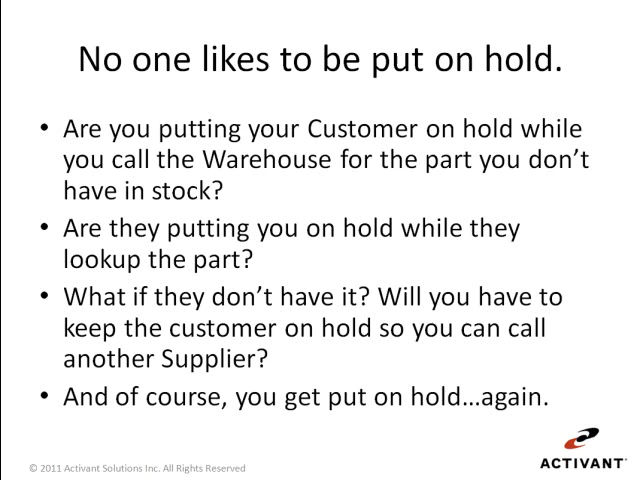 No one likes to be put on hold.
• Are you putting your Customer on hold while
you call the Warehouse for the part you don’t
have in stock?
• Are they putting you on hold while they
lookup the part?
• What if they don’t have it? Will you have to
keep the customer on hold so you can call
another Supplier?
• And of course, you get put on hold…again.
© 2011 Activant Solutions Inc. All Rights Reserved
ACTIVANT